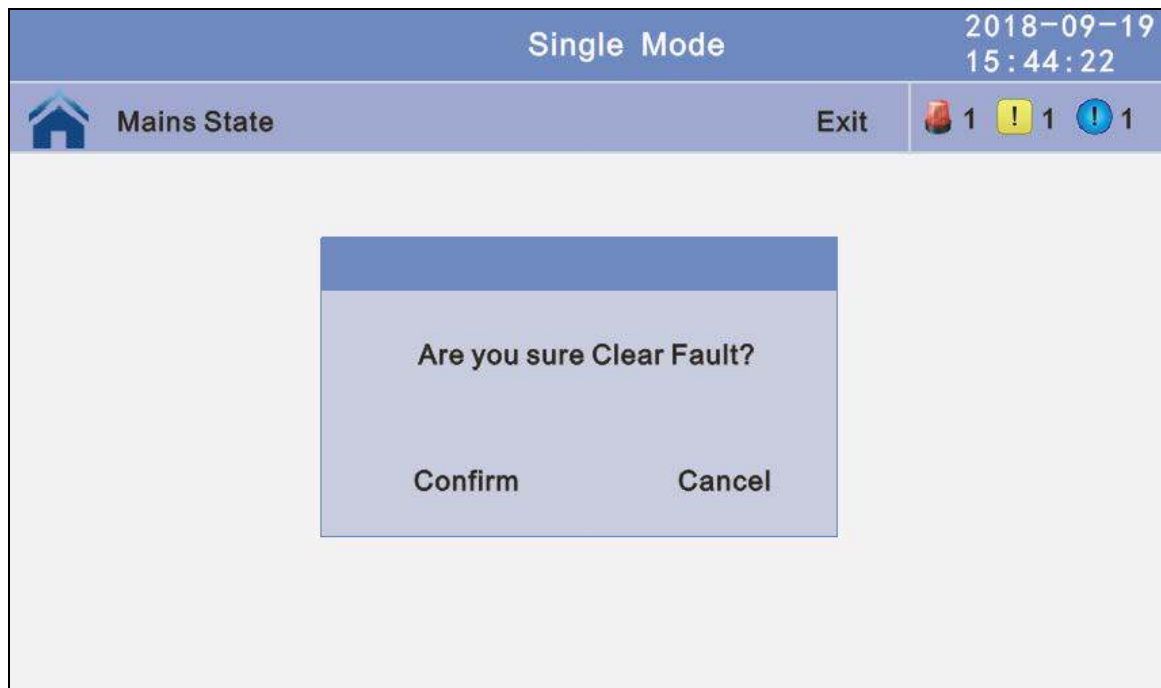 Single Mode
2018-09-19
15:44:22
Mains State Exit 1 ! 1 ! 1
Are you sure Clear Fault?
Confirm Cancel